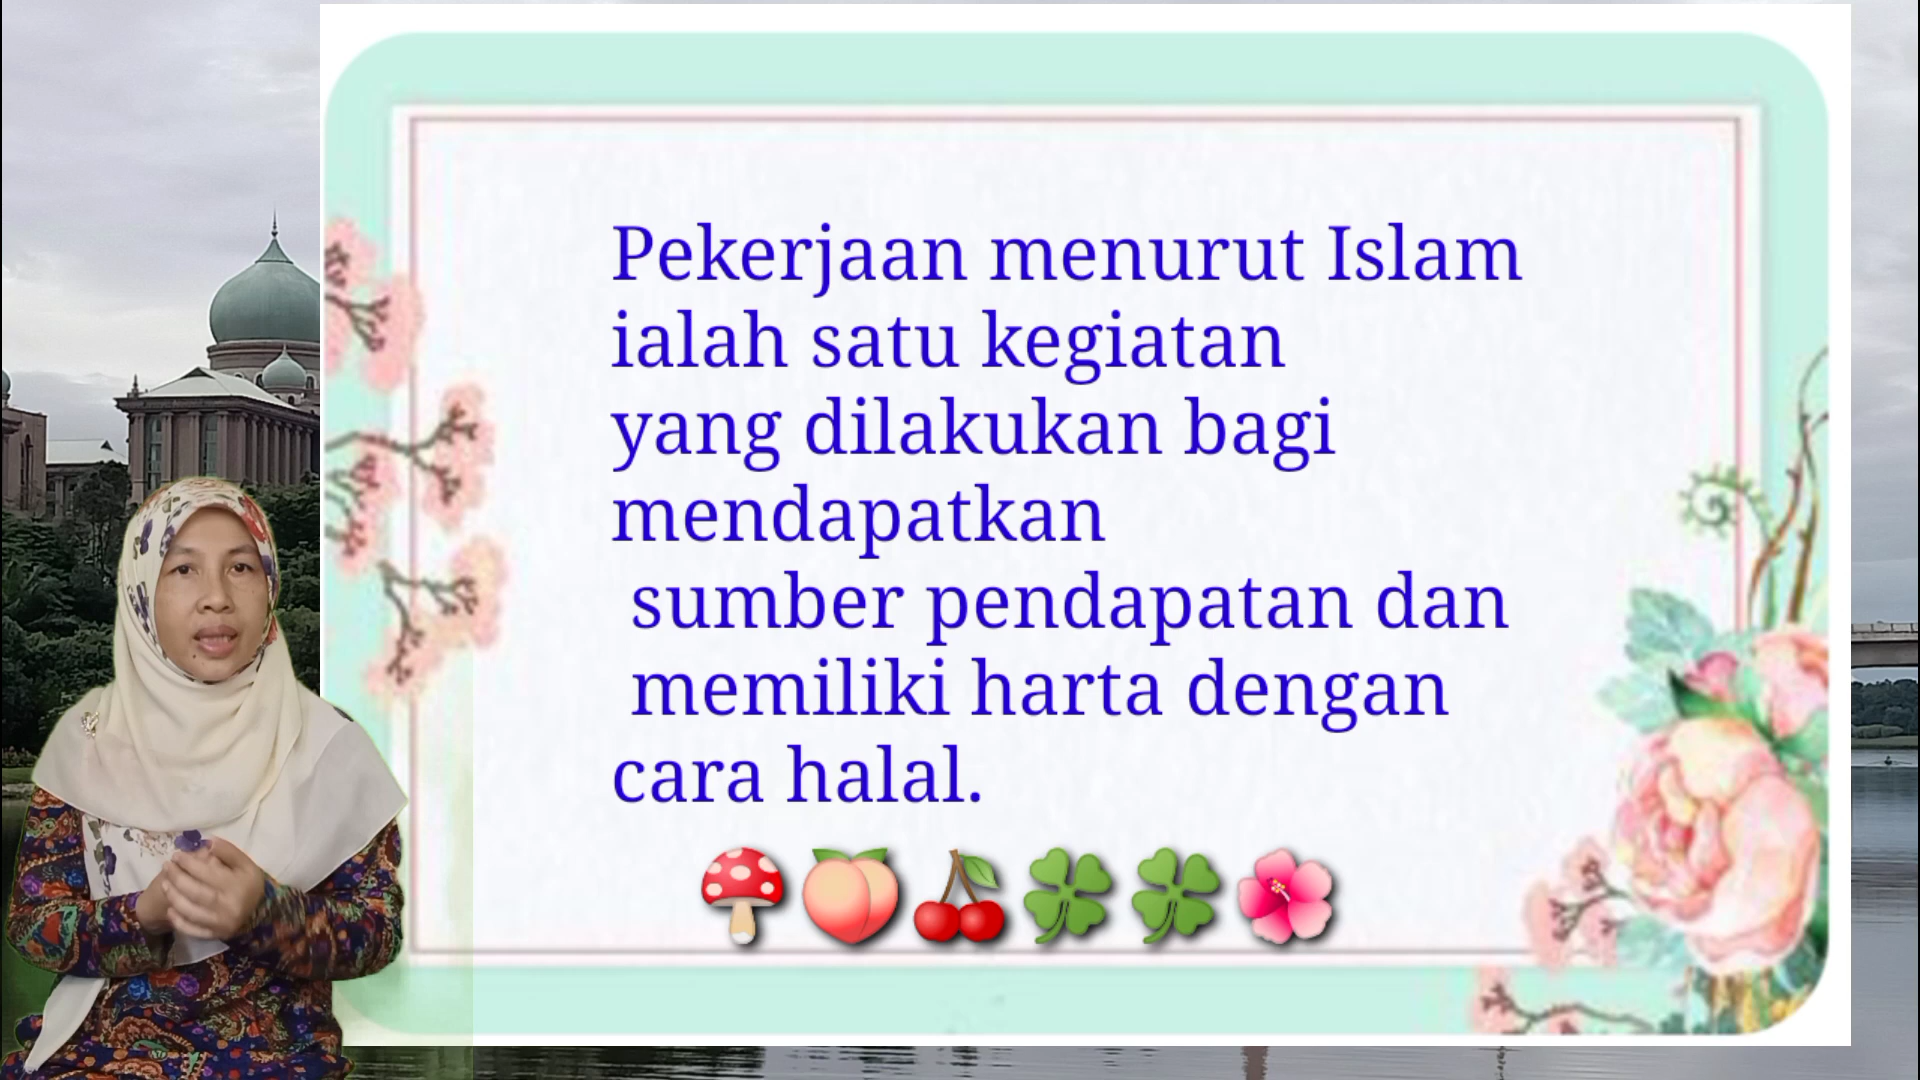 Pekerjaan menurut Islam
ialah satu kegiatan
yang dilakukan bagi
mendapatkan
sumber pendapatan dan
memiliki harta dengan
cara halal.